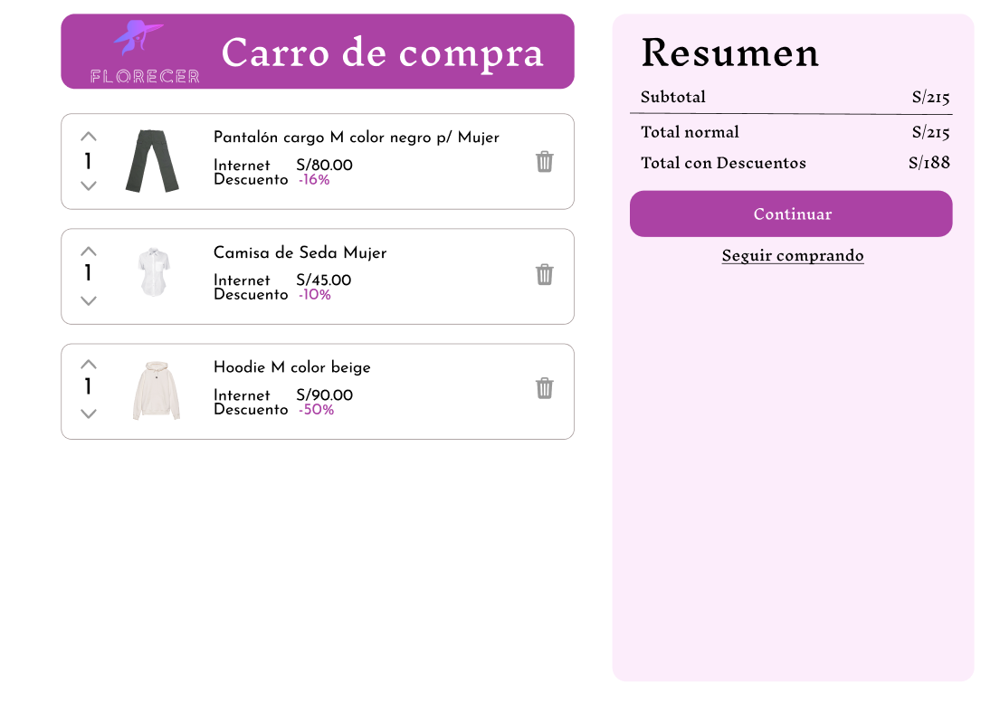 FLORECER
Carro de compra
1
Pantalón cargo M color negro p/ Mujer
Internet S/80.00
Descuento -16%
1
Camisa de Seda Mujer
Internet S/45.00
Descuento -10%
1
Hoodie M color beige
Internet S/90.00
Descuento -50%
Resumen
Subtotal S/215
Total normal S/215
Total con Descuentos S/188
Continuar
Seguir comprando